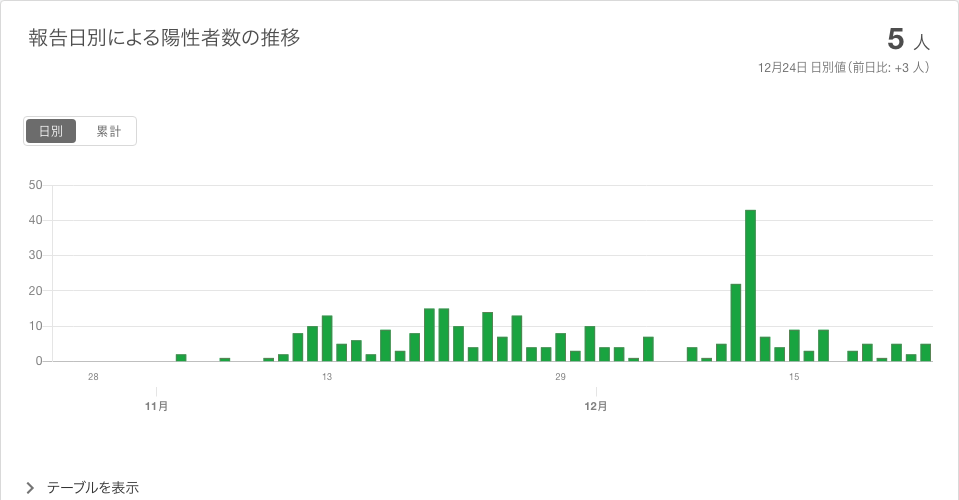 報告日別による陽性者数の推移
5 人
12月24日 日別値（前日比: +3 人）
日別 累計
50
40
30
20
10
0
28 13 29 15
11月 12月
テーブルを表示